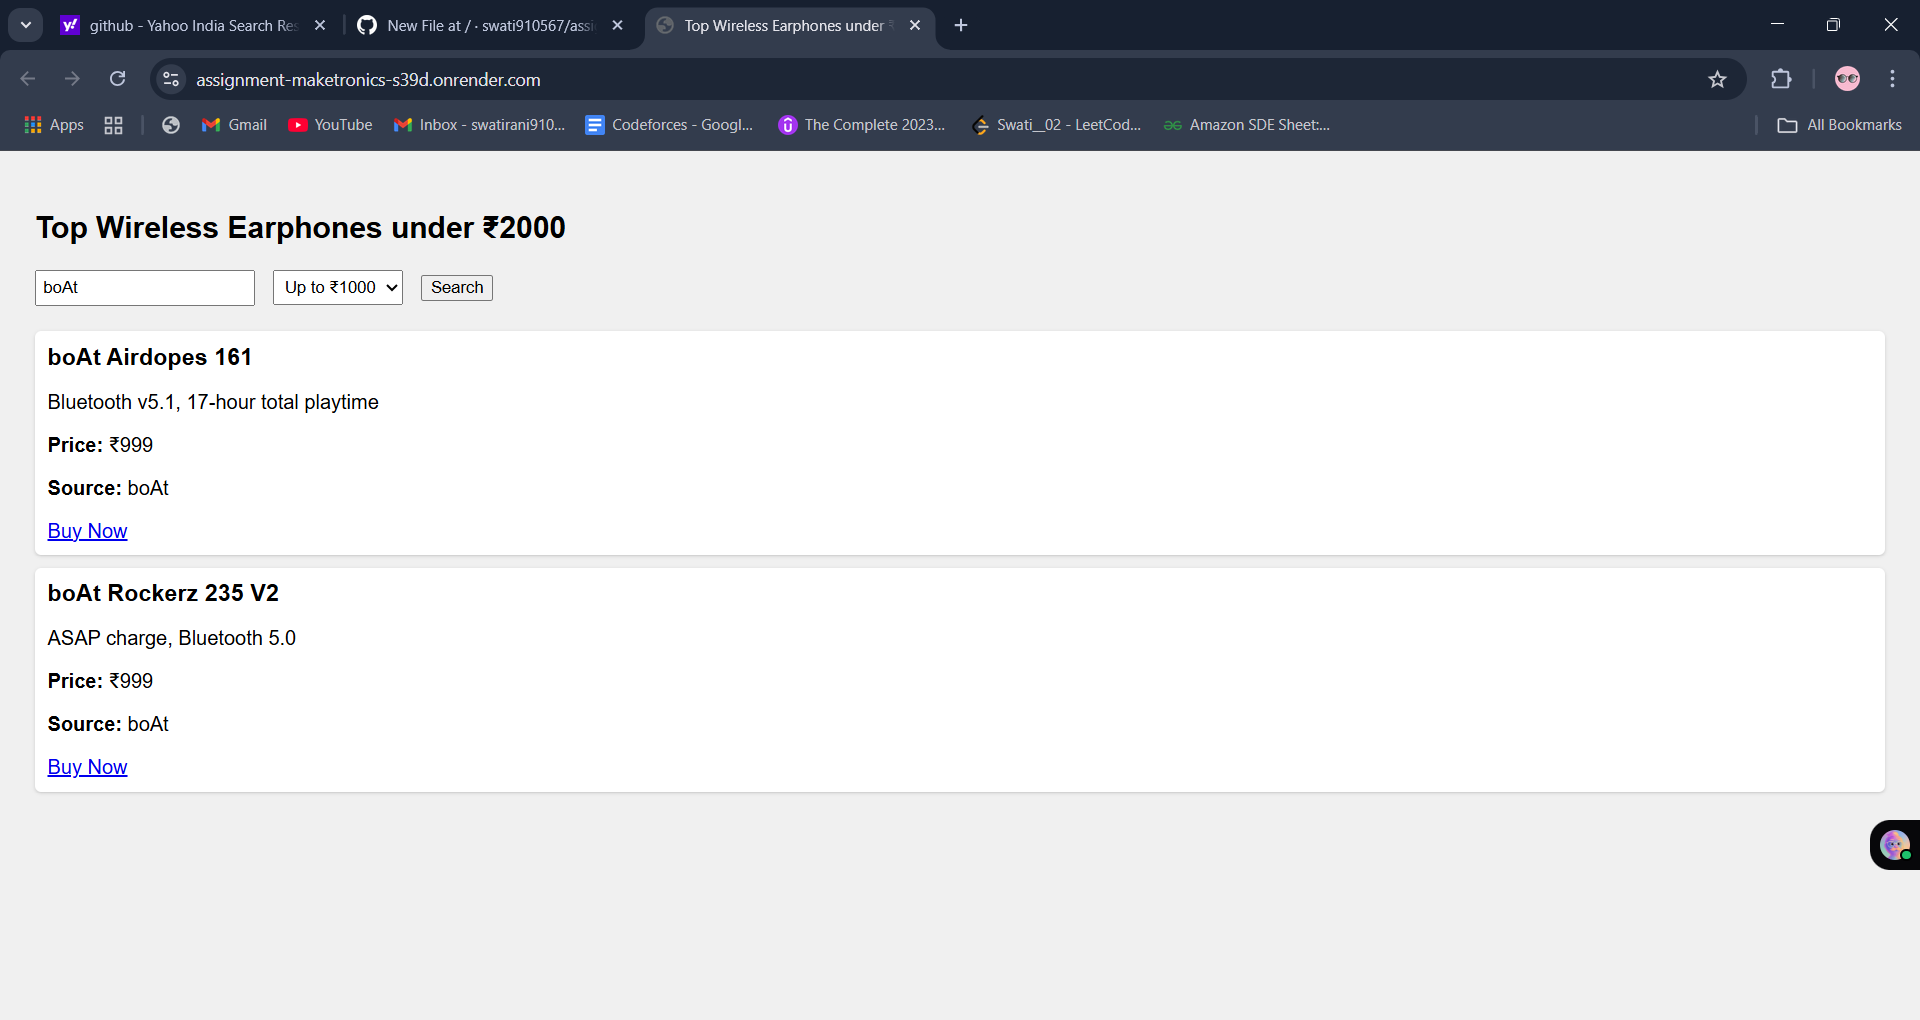 github - Yahoo India Search Res
New File at / · swati910567/assi
Top Wireless Earphones under ₹
assignment-maketronics-s39d.onrender.com
Apps
Gmail
YouTube
Inbox - swatirani910...
Codeforces - Googl...
The Complete 2023...
Swati__02 - LeetCod...
Amazon SDE Sheet:...
All Bookmarks
Top Wireless Earphones under ₹2000
boAt
Up to ₹1000
Search
boAt Airdopes 161
Bluetooth v5.1, 17-hour total playtime
Price: ₹999
Source: boAt
Buy Now
boAt Rockerz 235 V2
ASAP charge, Bluetooth 5.0
Price: ₹999
Source: boAt
Buy Now